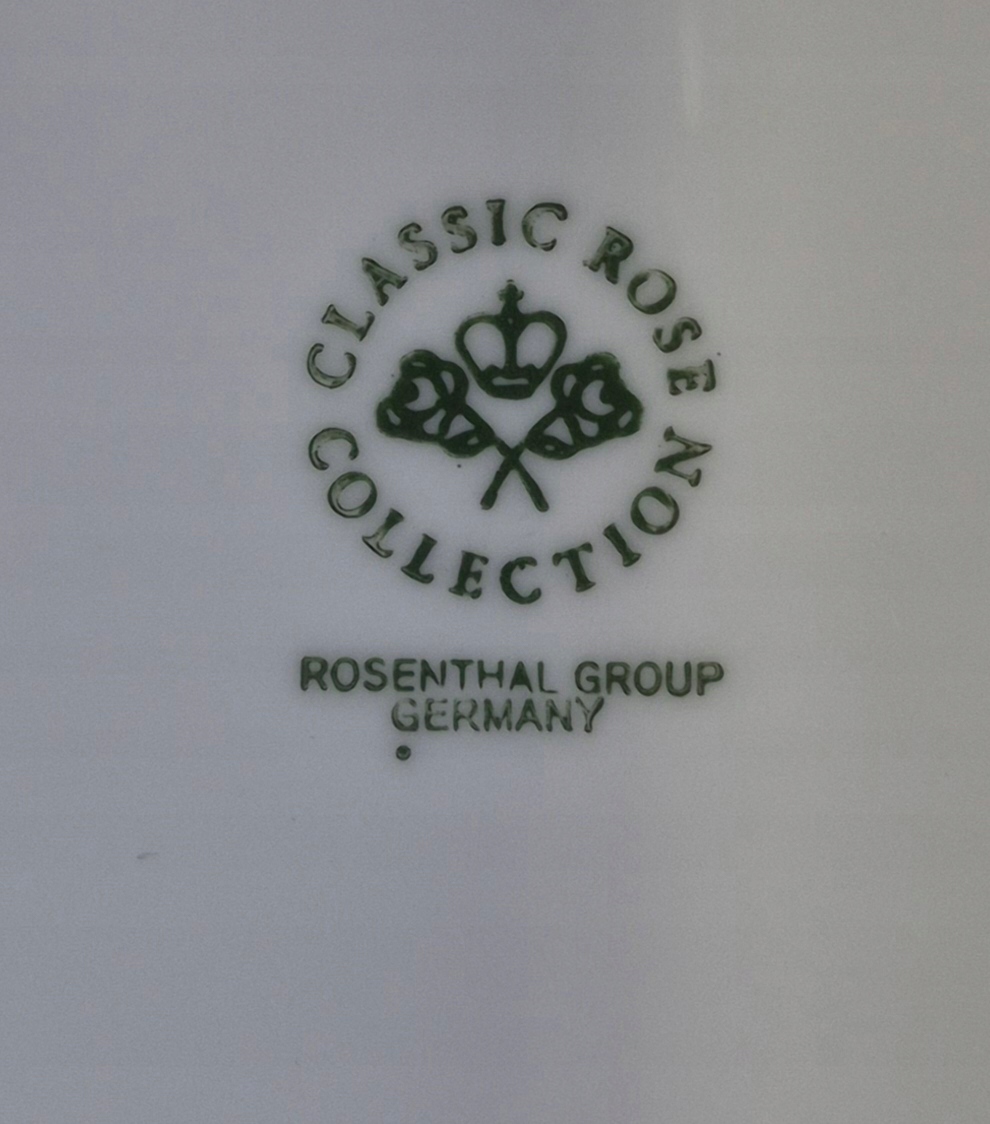 CLASSIC ROSE
COLLECTION
ROSENTHAL GROUP
GERMANY